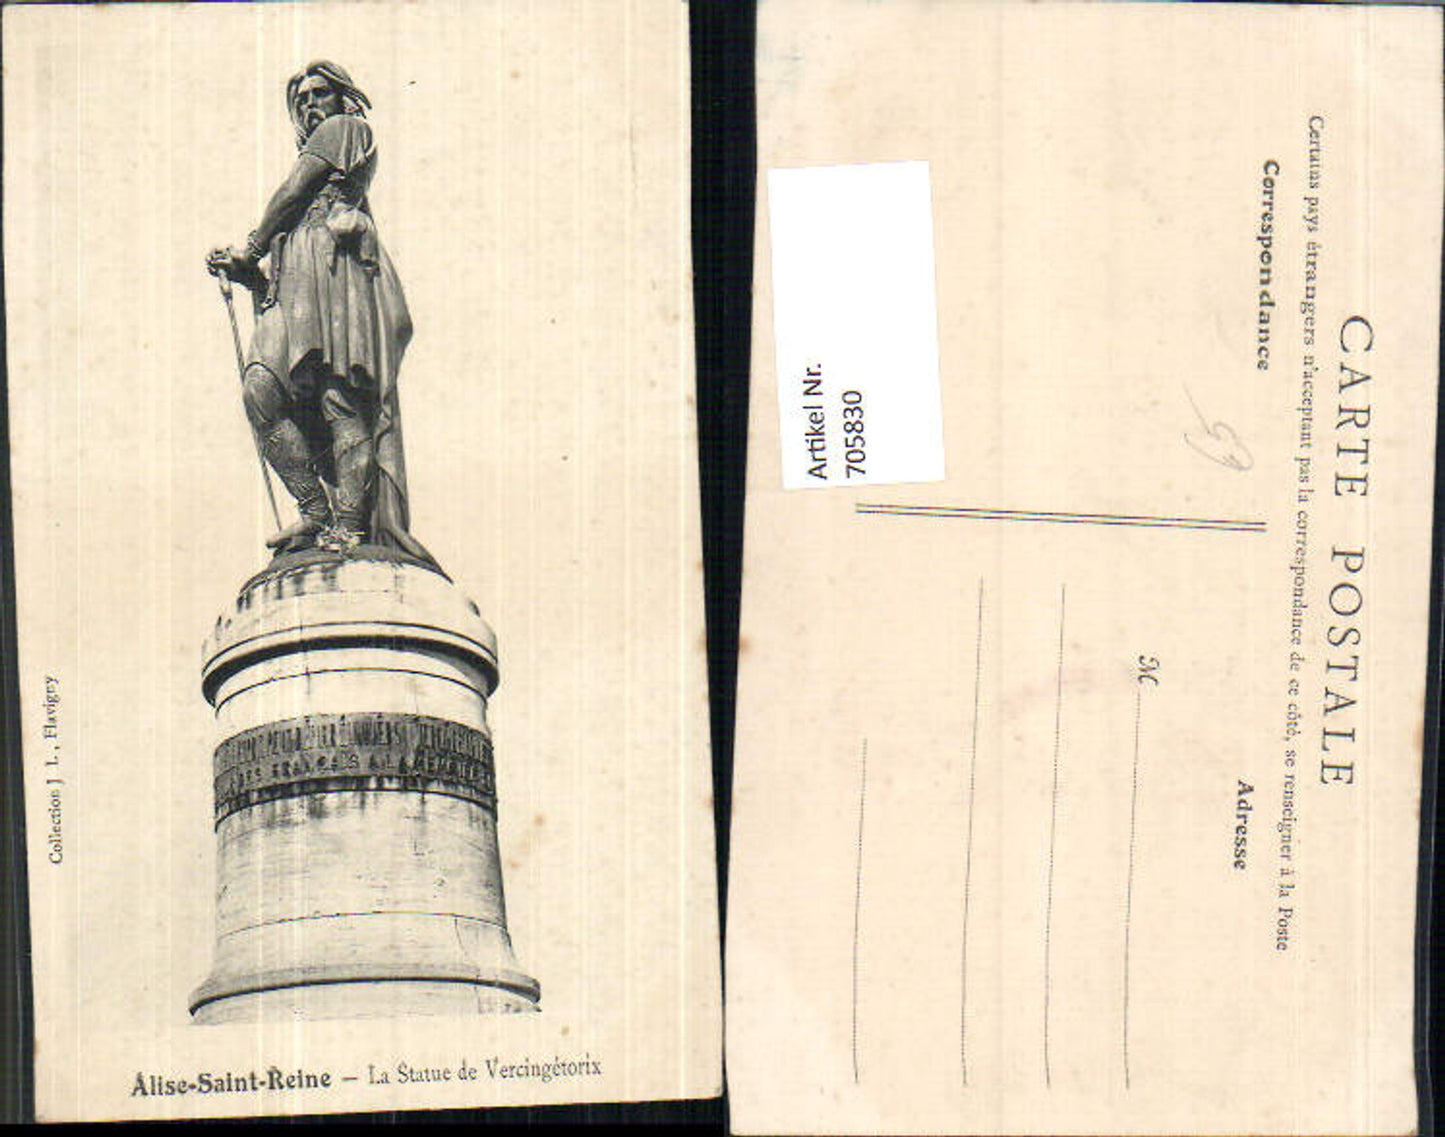 Collection J. L., Flavigny
Alise-Saint-Reine — La Statue de Vercingétorix
CARTE POSTALE
Certains pays étrangers n'acceptant pas la correspondance de ce côté, se renseigner à la Poste
Correspondance
Adresse
M
Artikel Nr.
705830